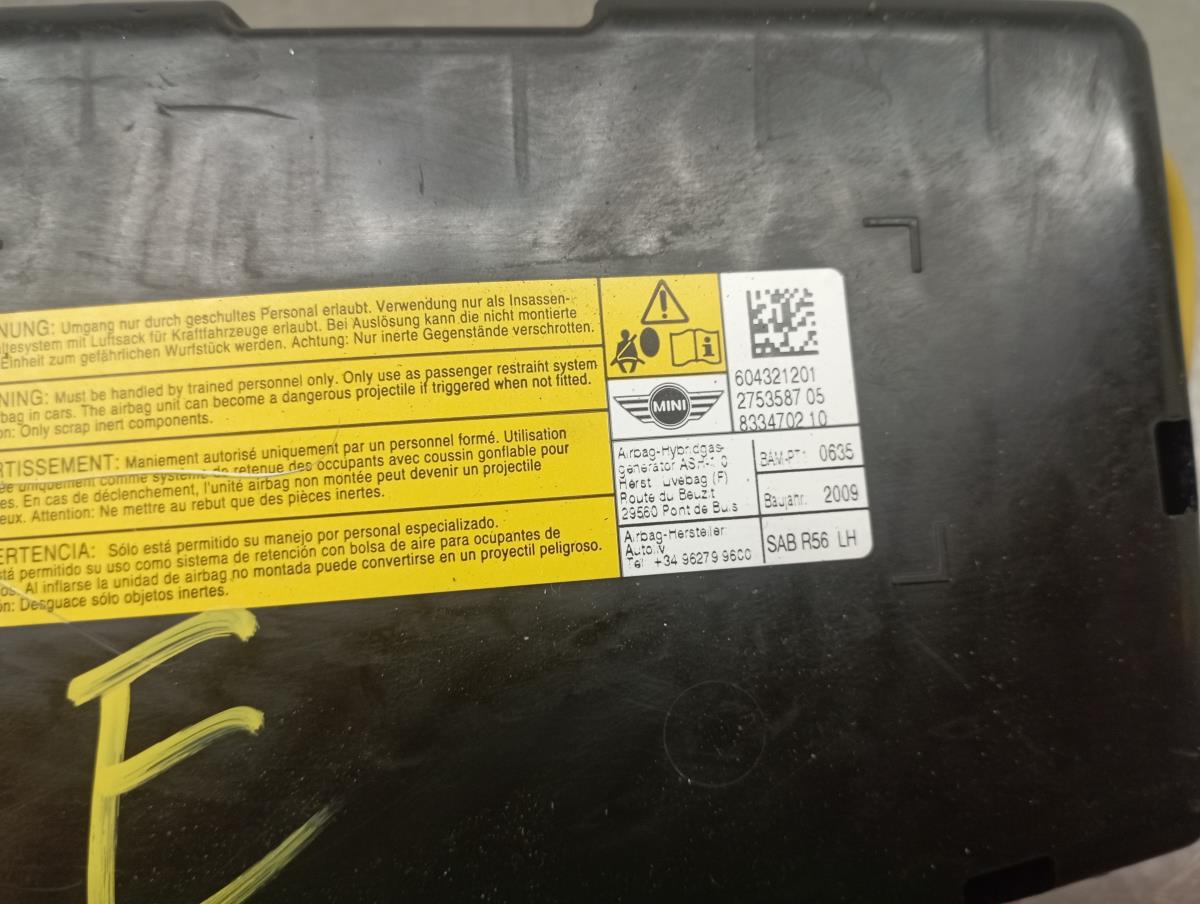 NUNG: Umgang nur durch geschultes Personal erlaubt. Verwendung nur als Insassen-
ltesystem mit Luftsack für Kraftfahrzeuge erlaubt. Bei Auslösung kann die nicht montierte
Einheit zum gefährlichen Wurfstück werden. Achtung: Nur inerte Gegenstände verschrotten.
NING: Must be handled by trained personnel only. Only use as passenger restraint system
bag in cars. The airbag unit can become a dangerous projectile if triggered when not fitted.
on: Only scrap inert components.
RTISSEMENT: Maniement autorisé uniquement par un personnel formé. Utilisation
ée uniquement comme système de retenue des occupants avec coussin gonflable pour
es. En cas de déclenchement, l'unité airbag non montée peut devenir un projectile
eux. Attention: Ne mettre au rebut que des pièces inertes.
ERTENCIA: Sólo está permitido su manejo por personal especializado.
stá permitido su uso como sistema de retención con bolsa de aire para ocupantes de
os. Al inflarse la unidad de airbag no montada puede convertirse en un proyectil peligroso.
ón: Desguace sólo objetos inertes.
MINI
604321201
2753587 05
8334702 10
Airbag-Hybridgas-
generator
Herst. Livebag (F)
Route du Beuzit
29560 Pont de Buis
BAM-PT1 0635
Baujahr: 2009
Airbag-Hersteller
Autoliv
Tel +34 96279 9600
SAB R56 LH
E